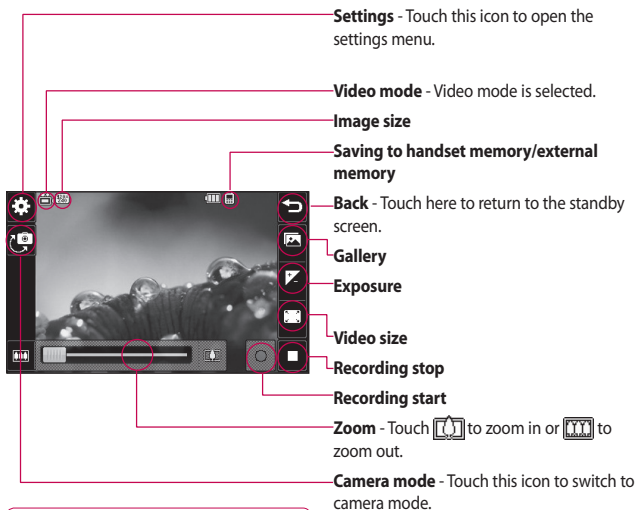 Settings - Touch this icon to open the
settings menu.
Video mode - Video mode is selected.
Image size
Saving to handset memory/external
memory
Back - Touch here to return to the standby
screen.
Gallery
Exposure
Video size
Recording stop
Recording start
Zoom - Touch to zoom in or to
zoom out.
Camera mode - Touch this icon to switch to
camera mode.